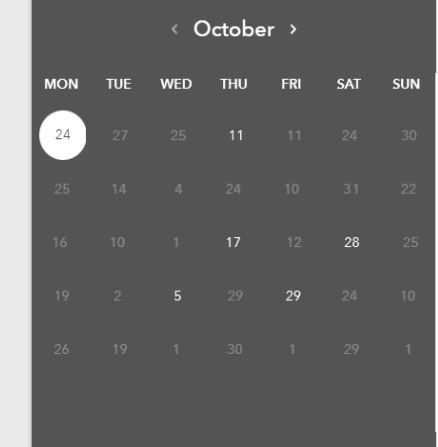 ‹ October ›
MON TUE WED THU FRI SAT SUN
24 27 25 11 11 24 30
25 14 4 24 10 31 22
16 10 1 17 12 28 25
19 2 5 29 29 24 10
26 19 1 30 1 29 1